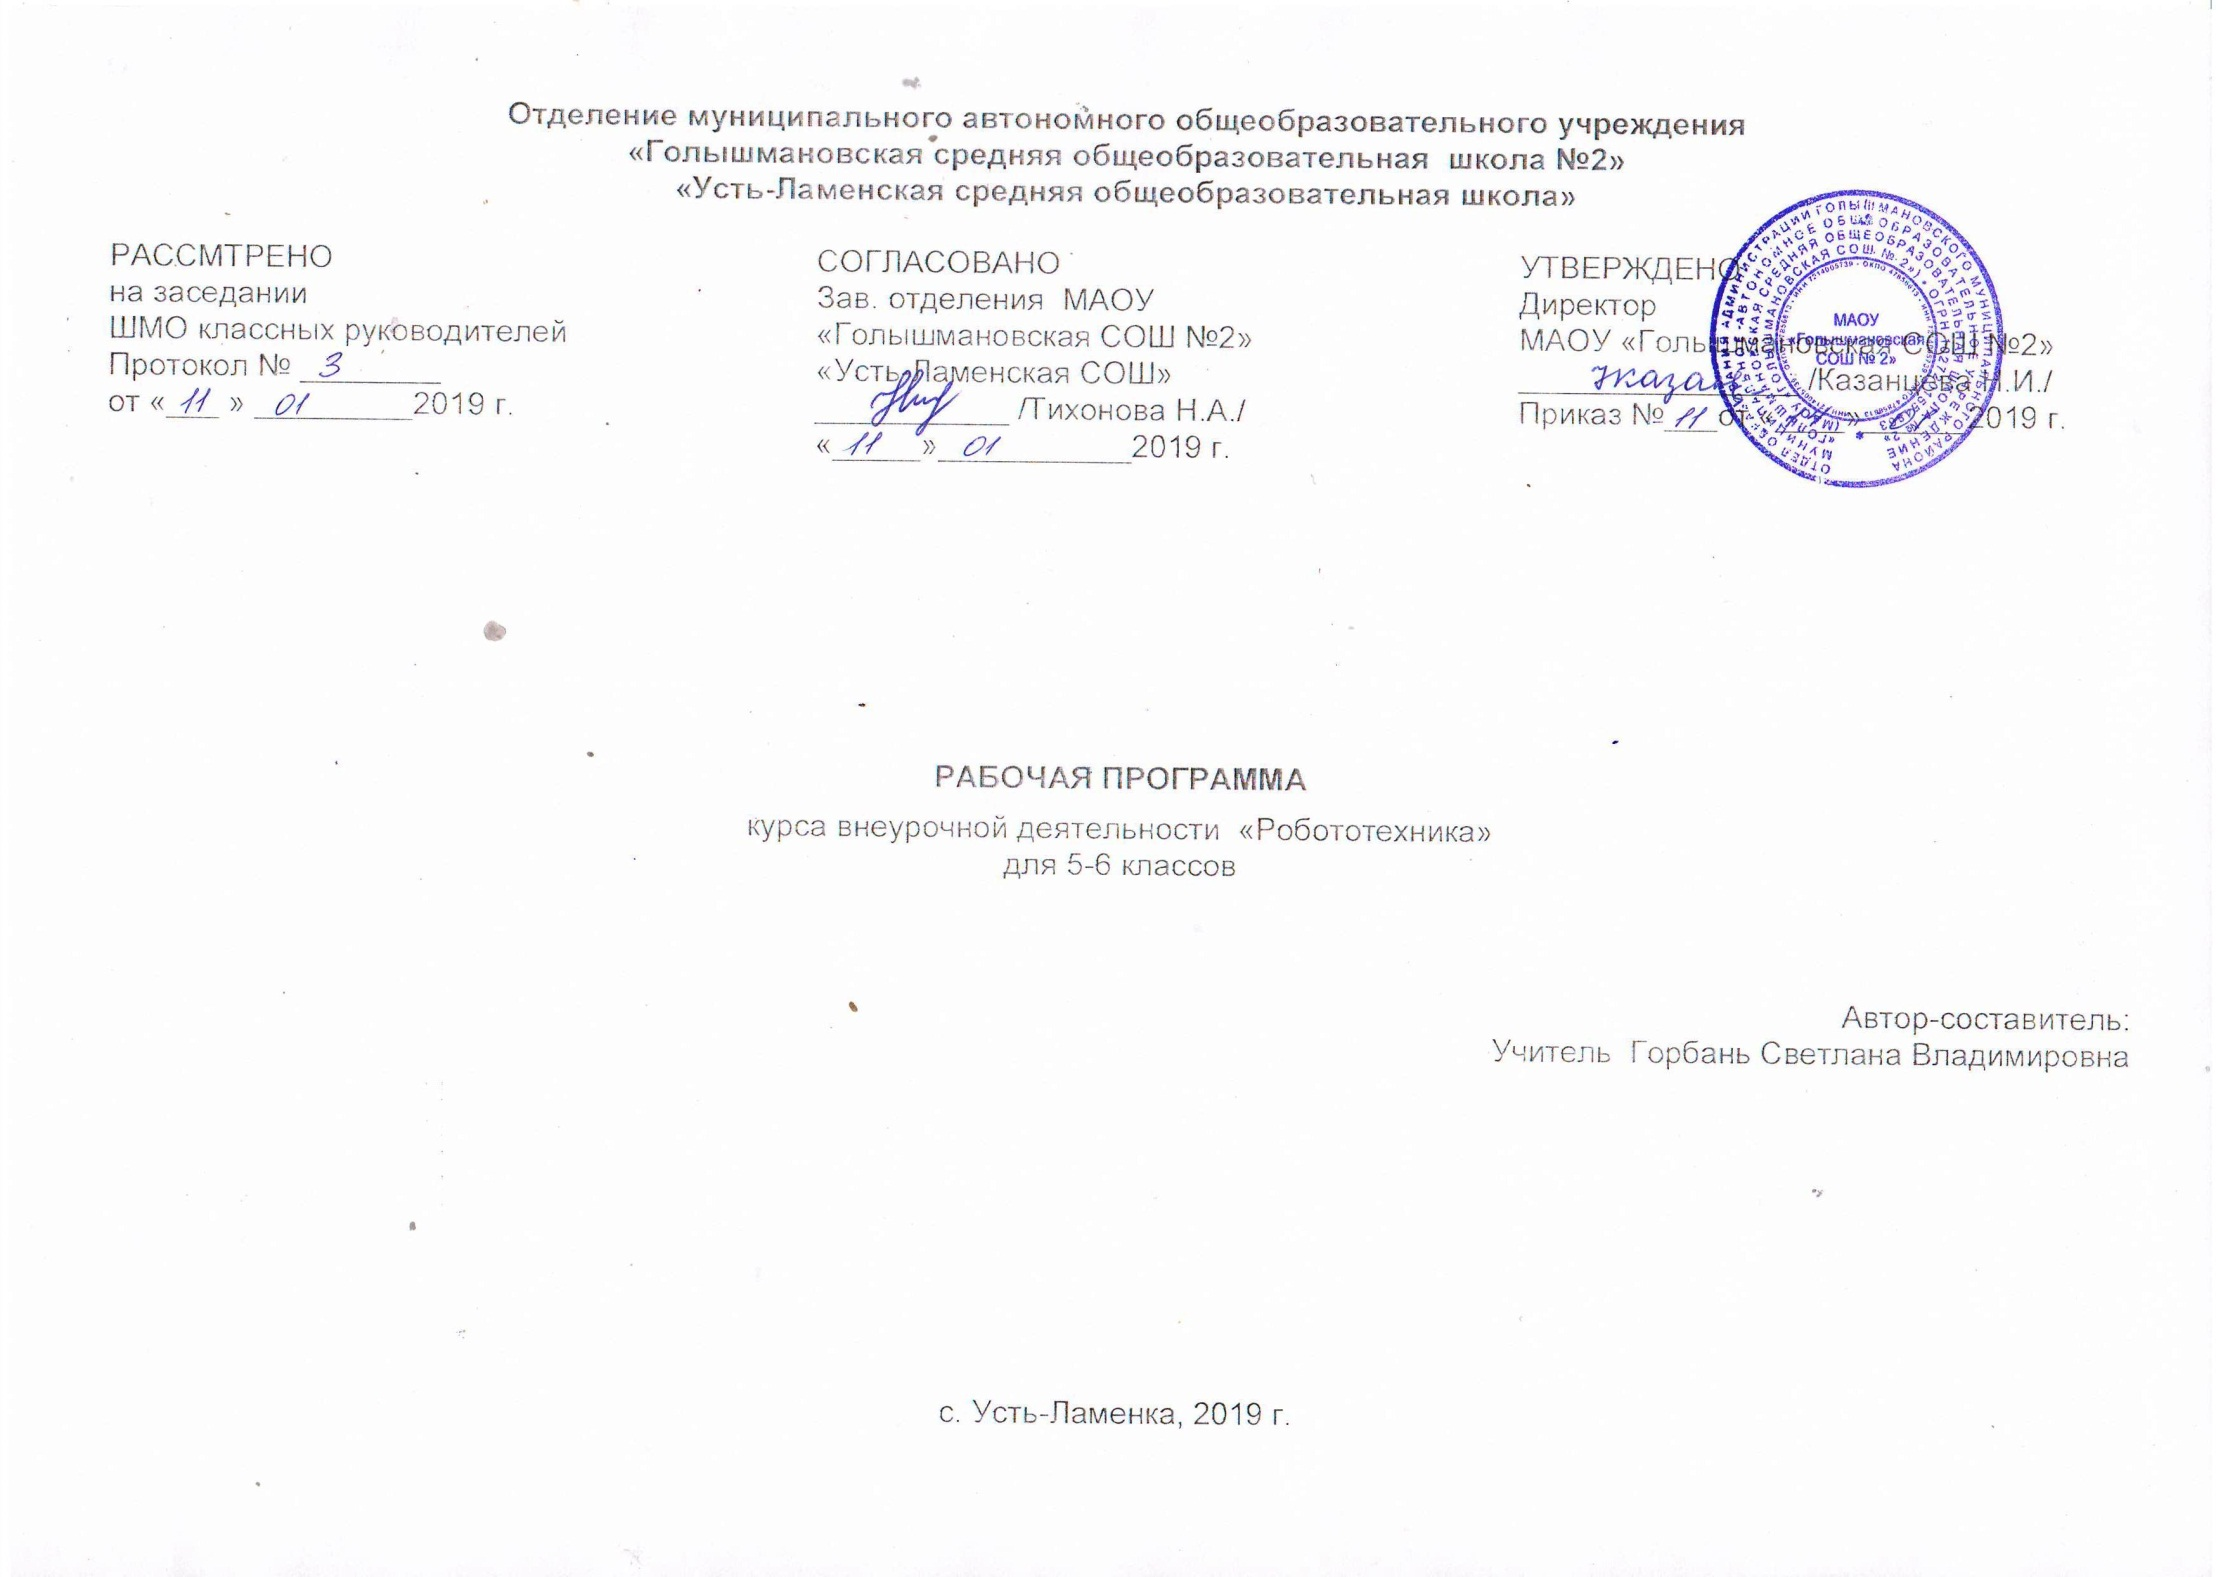 Отделение муниципального автономного общеобразовательного учреждения
«Голышмановская средняя общеобразовательная школа №2»
«Усть-Ламенская средняя общеобразовательная школа»
РАССМТРЕНО
на заседании
ШМО классных руководителей
Протокол № 3
от «11» 01 2019 г.
СОГЛАСОВАНО
Зав. отделения МАОУ
«Голышмановская СОШ №2»
«Усть-Ламенская СОШ»
/Тихонова Н.А./
«11» 01 2019 г.
УТВЕРЖДЕНО
Директор
МАОУ «Голышмановская СОШ №2»
/Казанцева Н.И./
Приказ № 11 от « » 2019 г.
МАОУ
«Голышмановская
СОШ № 2»
РАБОЧАЯ ПРОГРАММА
курса внеурочной деятельности «Робототехника»
для 5-6 классов
Автор-составитель:
Учитель Горбань Светлана Владимировна
с. Усть-Ламенка, 2019 г.